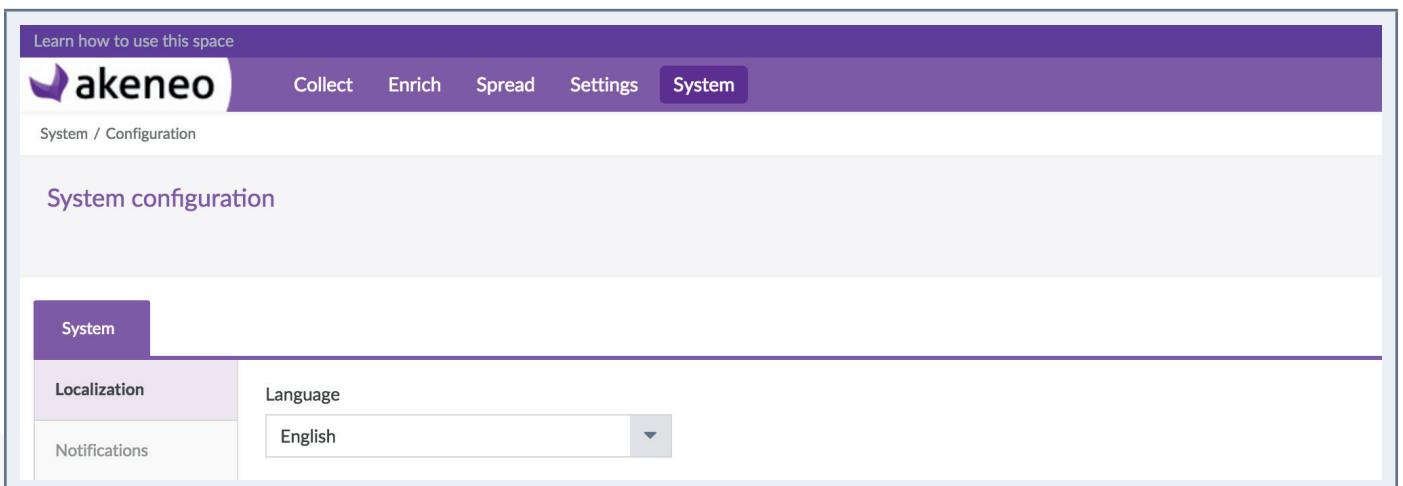 Learn how to use this space
akeneo Collect Enrich Spread Settings System
System / Configuration
System configuration
System
Localization
Language
English
Notifications